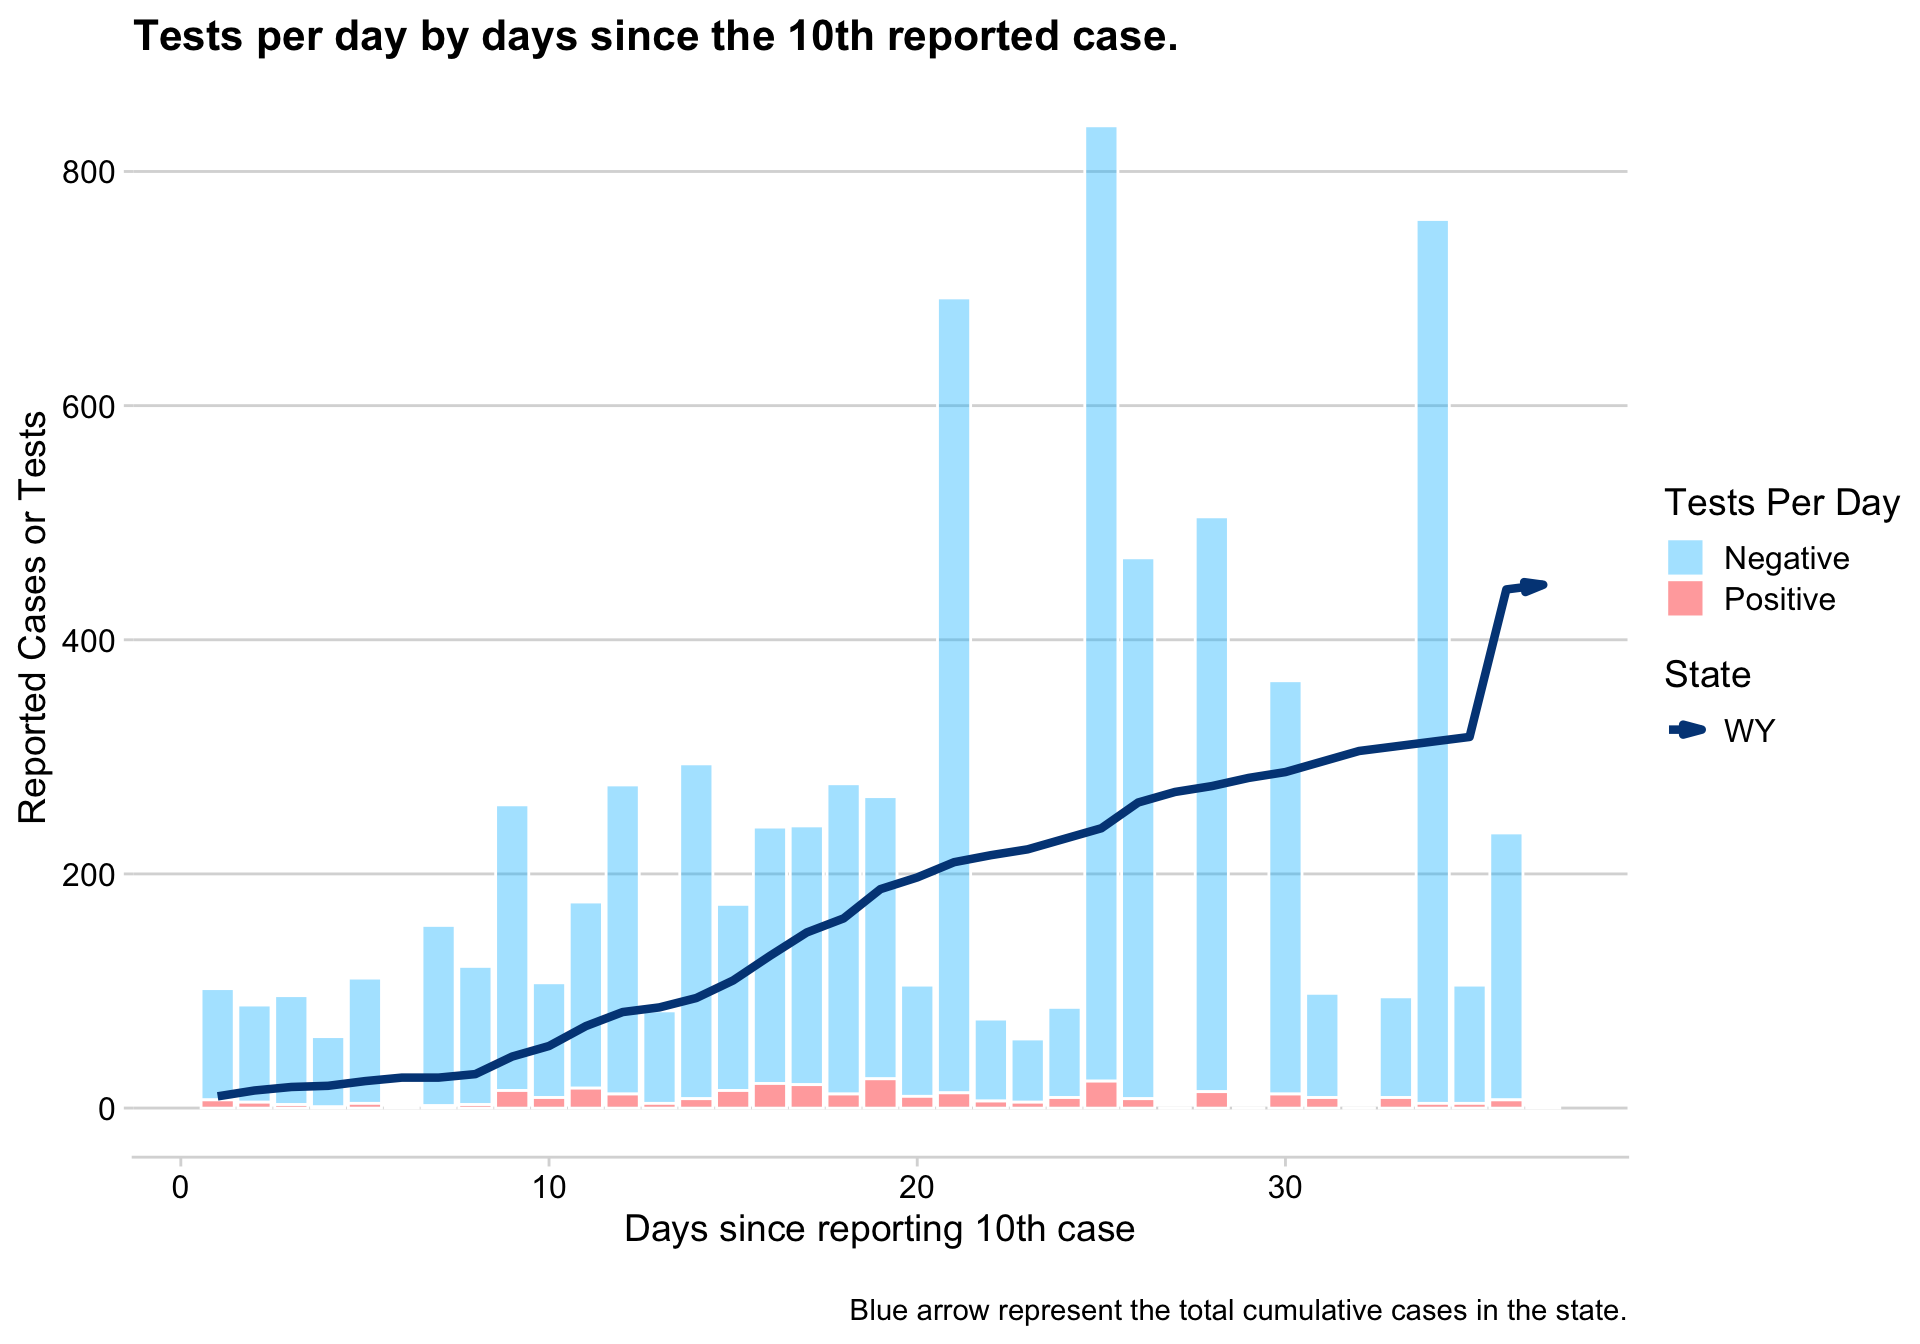 Tests per day by days since the 10th reported case.
800
600
400
200
0
Reported Cases or Tests
0 10 20 30
Days since reporting 10th case
Tests Per Day
Negative
Positive
State
WY
Blue arrow represent the total cumulative cases in the state.